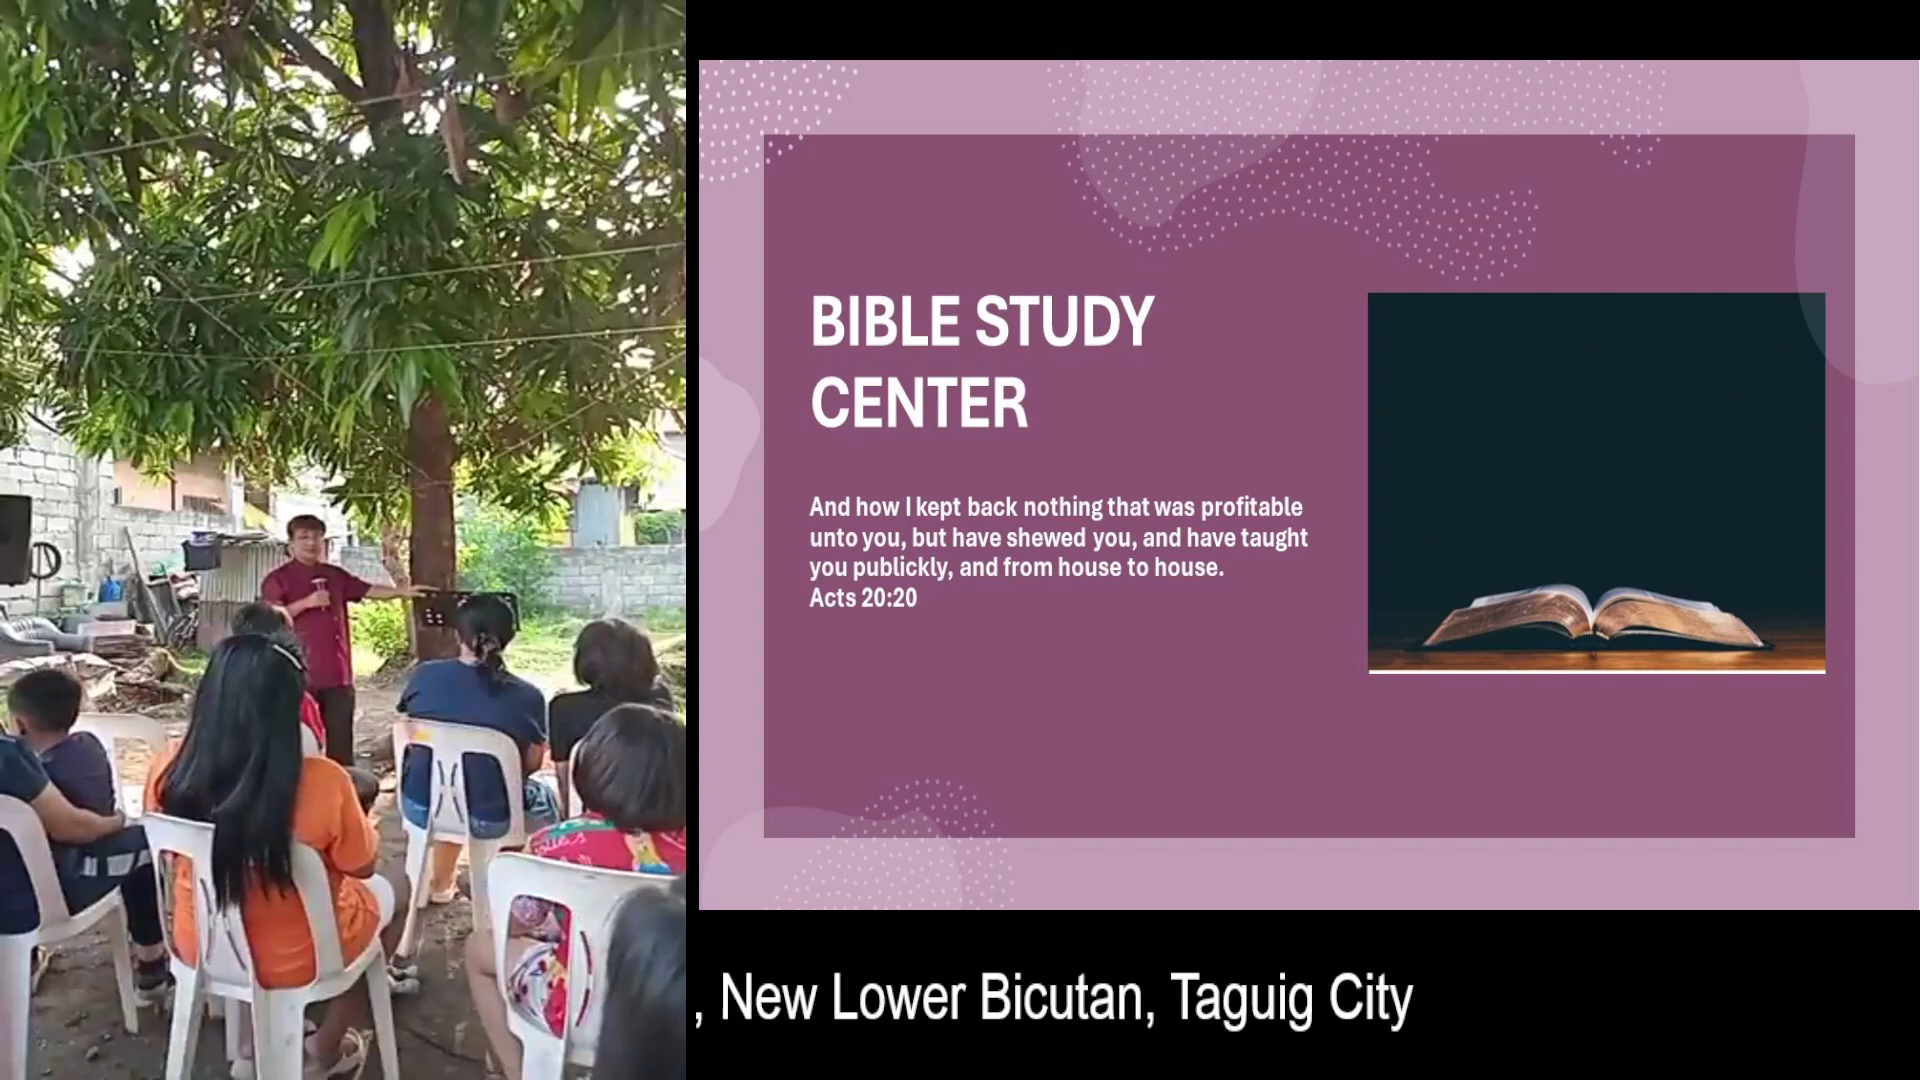 BIBLE STUDY
CENTER
And how I kept back nothing that was profitable
unto you, but have shewed you, and have taught
you publickly, and from house to house.
Acts 20:20
, New Lower Bicutan, Taguig City